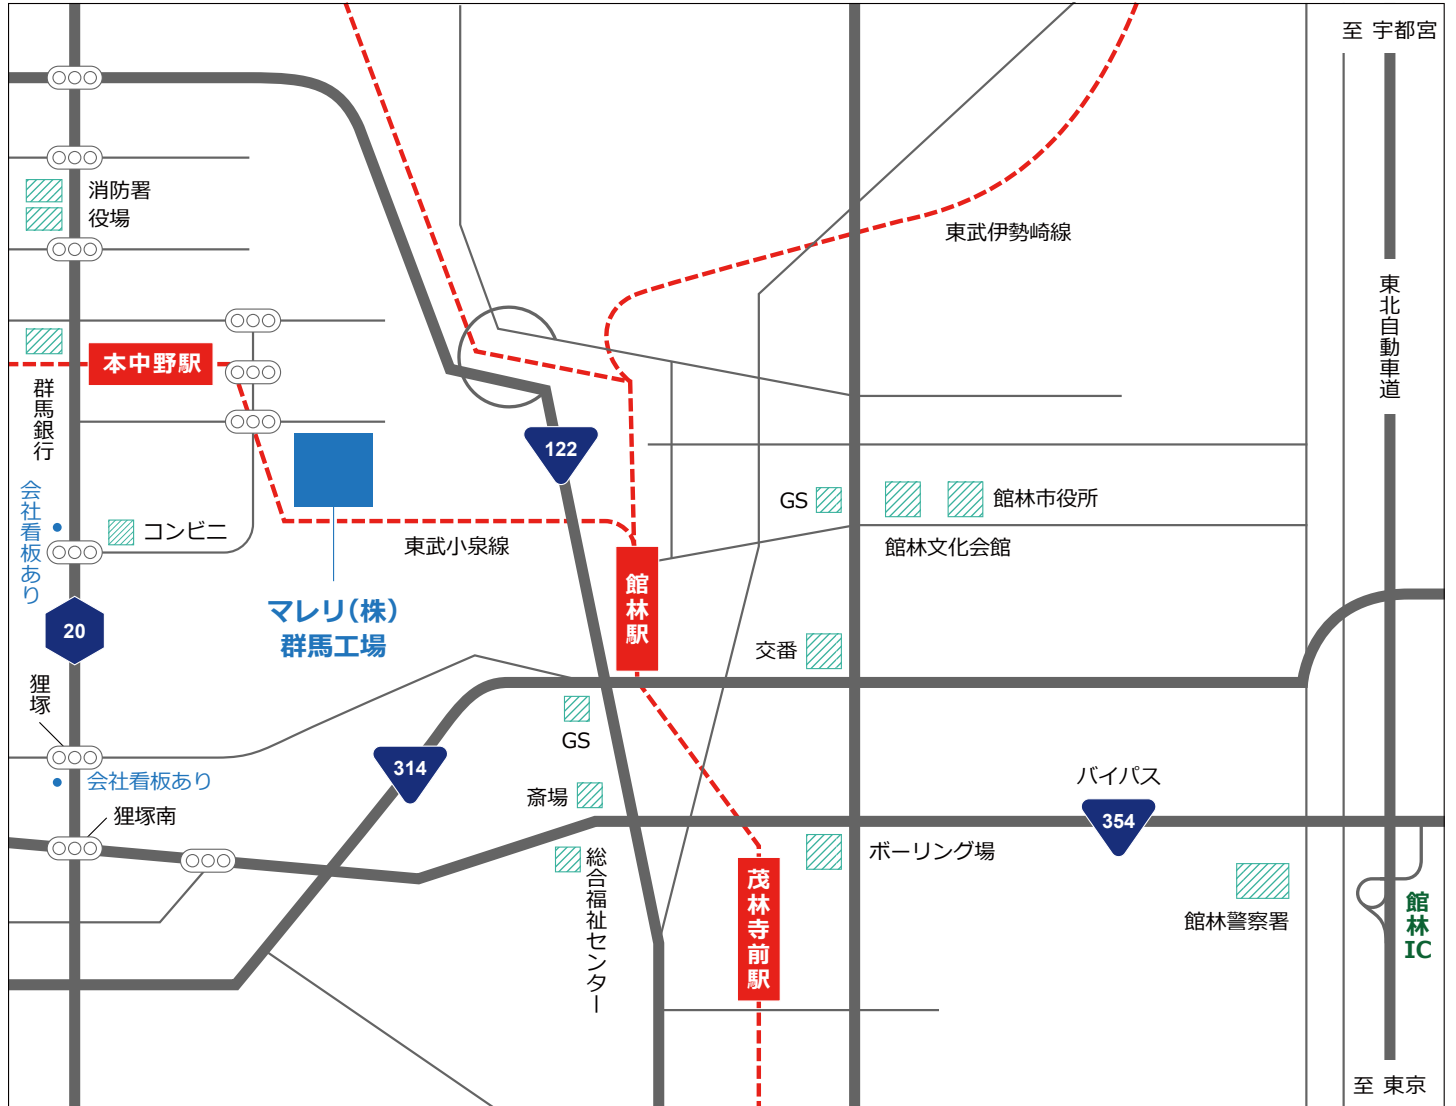 至 宇都宮
消防署
役場
東武伊勢崎線
東北自動車道
本中野駅
群馬銀行
122
会社看板あり
コンビニ
東武小泉線
GS
館林市役所
館林文化会館
館林駅
マレリ(株)
群馬工場
20
交番
狸塚
GS
314
会社看板あり
斎場
バイパス
354
狸塚南
総合福祉センター
ボーリング場
茂林寺前駅
館林警察署
館林
IC
至 東京